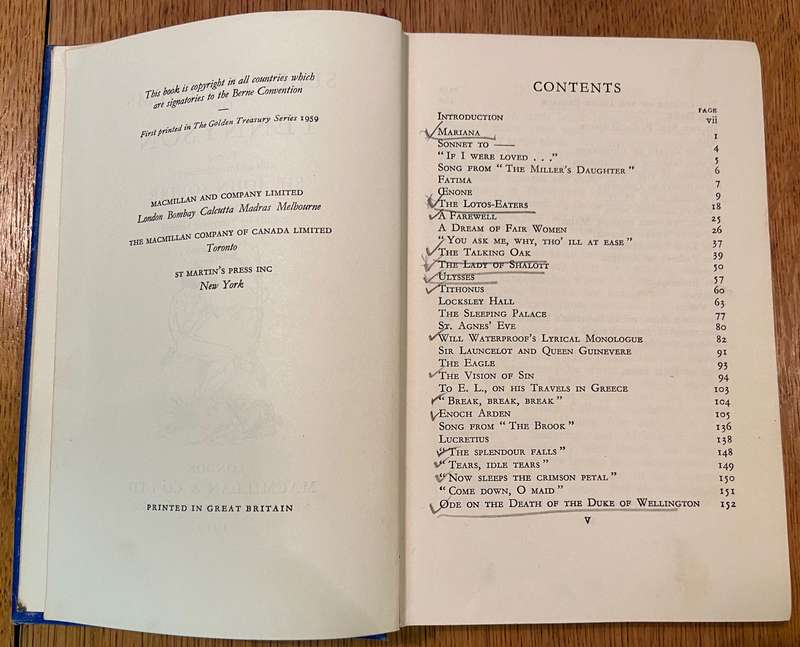 This book is copyright in all countries which
are signatories to the Berne Convention
First printed in The Golden Treasury Series 1959
MACMILLAN AND COMPANY LIMITED
London Bombay Calcutta Madras Melbourne
THE MACMILLAN COMPANY OF CANADA LIMITED
Toronto
ST MARTIN'S PRESS INC
New York
PRINTED IN GREAT BRITAIN
CONTENTS
PAGE
INTRODUCTION vii
MARIANA 1
SONNET TO —— 4
"IF I WERE LOVED . . ." 5
SONG FROM "THE MILLER'S DAUGHTER" 6
FATIMA 7
ŒNONE 9
THE LOTOS-EATERS 18
A FAREWELL 25
A DREAM OF FAIR WOMEN 26
"YOU ASK ME, WHY, THO' ILL AT EASE" 37
THE TALKING OAK 39
THE LADY OF SHALOTT 50
ULYSSES 57
TITHONUS 60
LOCKSLEY HALL 63
THE SLEEPING PALACE 77
ST. AGNES' EVE 80
WILL WATERPROOF'S LYRICAL MONOLOGUE 82
SIR LAUNCELOT AND QUEEN GUINEVERE 91
THE EAGLE 93
THE VISION OF SIN 94
TO E. L., ON HIS TRAVELS IN GREECE 103
"BREAK, BREAK, BREAK" 104
ENOCH ARDEN 105
SONG FROM "THE BROOK" 136
LUCRETIUS 138
"THE SPLENDOUR FALLS" 148
"TEARS, IDLE TEARS" 149
"NOW SLEEPS THE CRIMSON PETAL" 150
"COME DOWN, O MAID" 151
ODE ON THE DEATH OF THE DUKE OF WELLINGTON 152
V